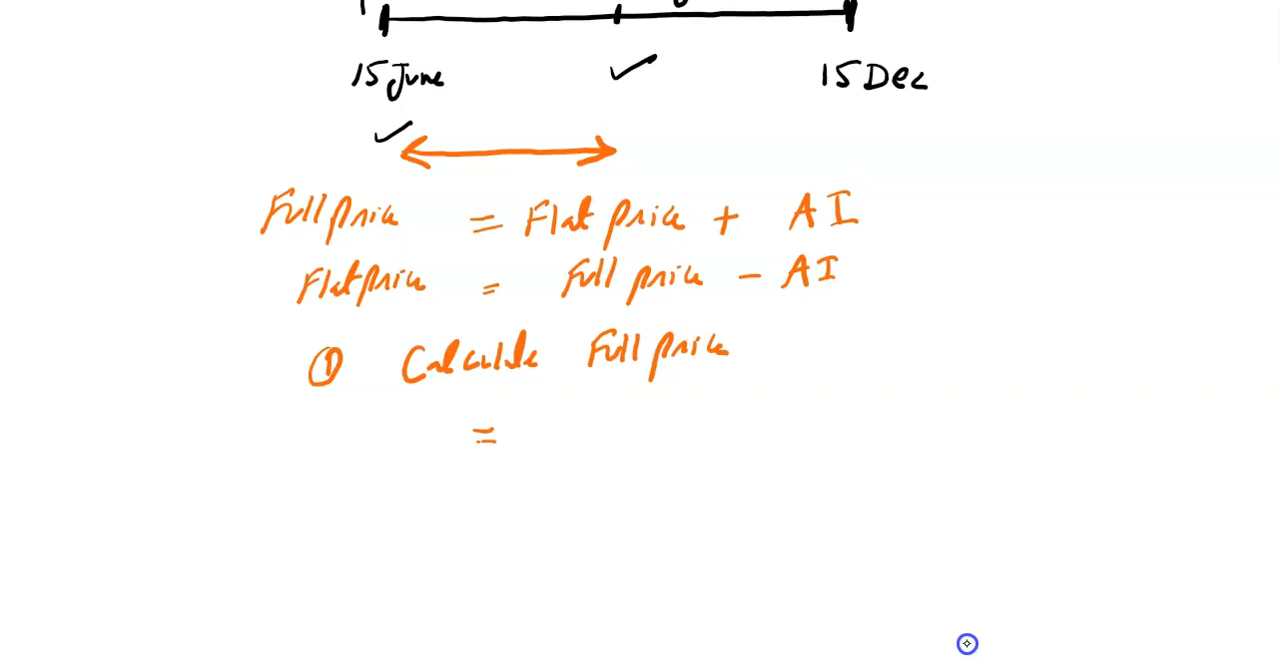 15 June 15 Dec
Full price = Flat price + AI
Flat price = Full price - AI
① Calculate Full price
=